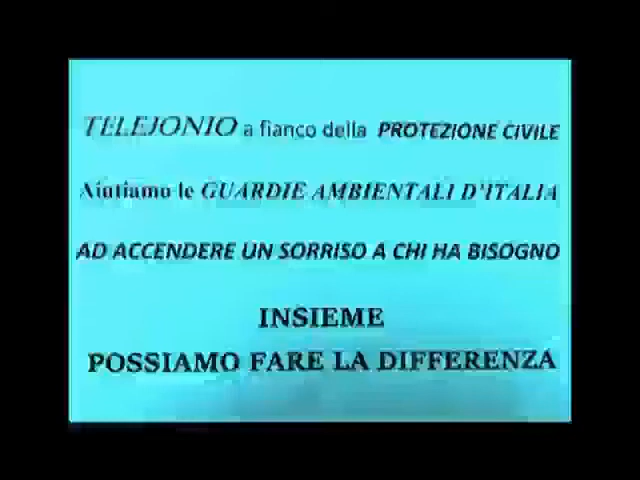 TELEJONIO a fianco della PROTEZIONE CIVILE
Aiutiamo le GUARDIE AMBIENTALI D'ITALIA
AD ACCENDERE UN SORRISO A CHI HA BISOGNO
INSIEME
POSSIAMO FARE LA DIFFERENZA